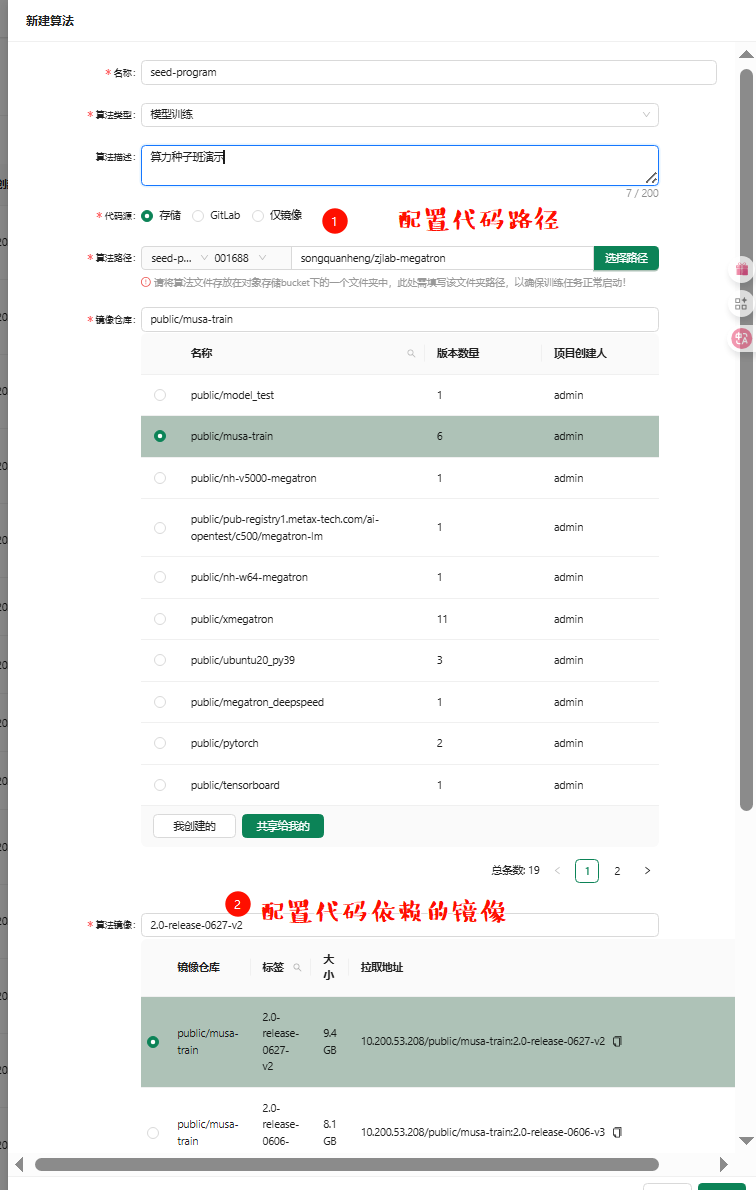 新建算法
* 名称: seed-program
* 算法类型: 模型训练
算法描述: 算力种子班演示
7 / 200
* 代码源: 存储 GitLab 仅镜像
1 配置代码路径
* 算法路径: seed-p... 001688 songquanheng/zjlab-megatron 选择路径
请将算法文件存放在对象存储bucket下的一个文件夹中，此处需填写该文件夹路径，以确保训练任务正常启动!
* 镜像仓库: public/musa-train
名称 版本数量 项目创建人
public/model_test 1 admin
public/musa-train 6 admin
public/nh-v5000-megatron 1 admin
public/pub-registry1.metax-tech.com/ai-
opentest/c500/megatron-lm 1 admin
public/nh-w64-megatron 1 admin
public/xmegatron 11 admin
public/ubuntu20_py39 3 admin
public/megatron_deepspeed 1 admin
public/pytorch 2 admin
public/tensorboard 1 admin
我创建的 共享给我的
总条数: 19 < 1 2 >
2 配置代码依赖的镜像
* 算法镜像: 2.0-release-0627-v2
镜像仓库 标签 大小 拉取地址
public/musa-train 2.0-release-0627-v2 9.4 GB 10.200.53.208/public/musa-train:2.0-release-0627-v2
public/musa-train 2.0-release-0606- 8.1 GB 10.200.53.208/public/musa-train:2.0-release-0606-v3